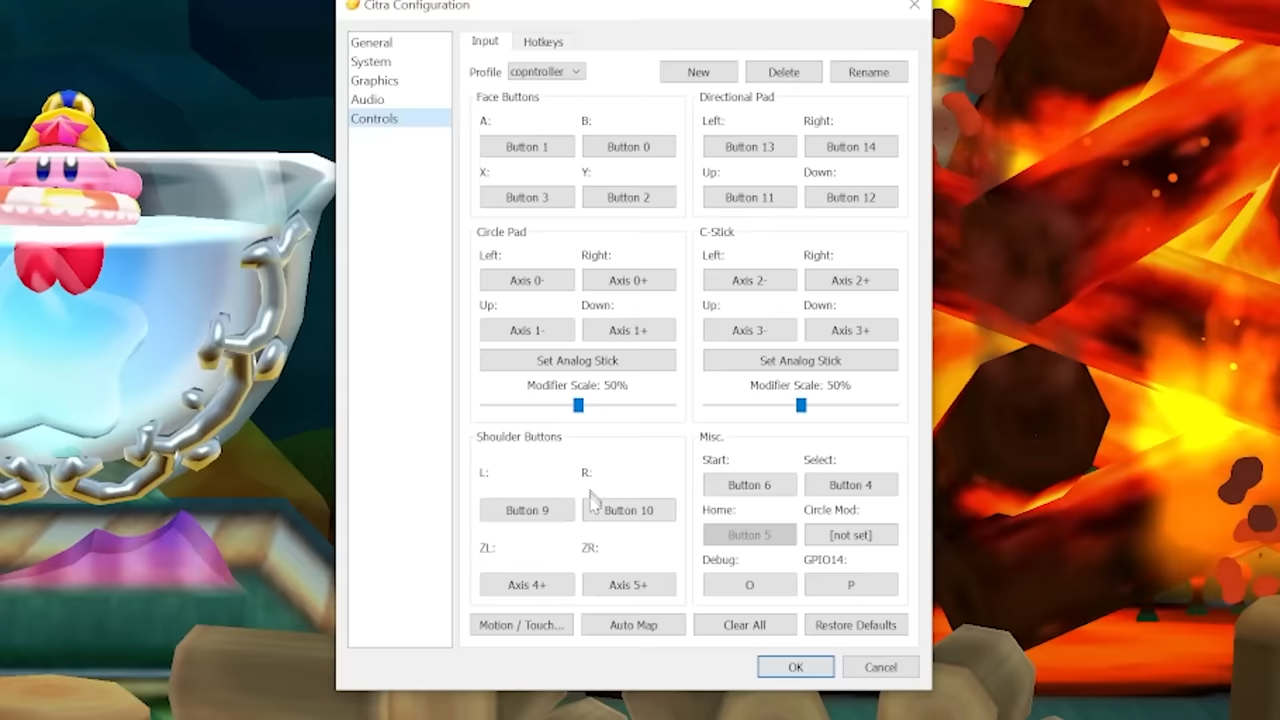 Citra Configuration
General
System
Graphics
Audio
Controls
Input Hotkeys
Profile copntroller New Delete Rename
Face Buttons
A: B:
Button 1 Button 0
X: Y:
Button 3 Button 2
Directional Pad
Left: Right:
Button 13 Button 14
Up: Down:
Button 11 Button 12
Circle Pad
Left: Right:
Axis 0- Axis 0+
Up: Down:
Axis 1- Axis 1+
Set Analog Stick
Modifier Scale: 50%
C-Stick
Left: Right:
Axis 2- Axis 2+
Up: Down:
Axis 3- Axis 3+
Set Analog Stick
Modifier Scale: 50%
Shoulder Buttons
L: R:
Button 9 Button 10
ZL: ZR:
Axis 4+ Axis 5+
Misc.
Start: Select:
Button 6 Button 4
Home: Circle Mod:
Button 5 [not set]
Debug: GPIO14:
O P
Motion / Touch... Auto Map Clear All Restore Defaults
OK Cancel